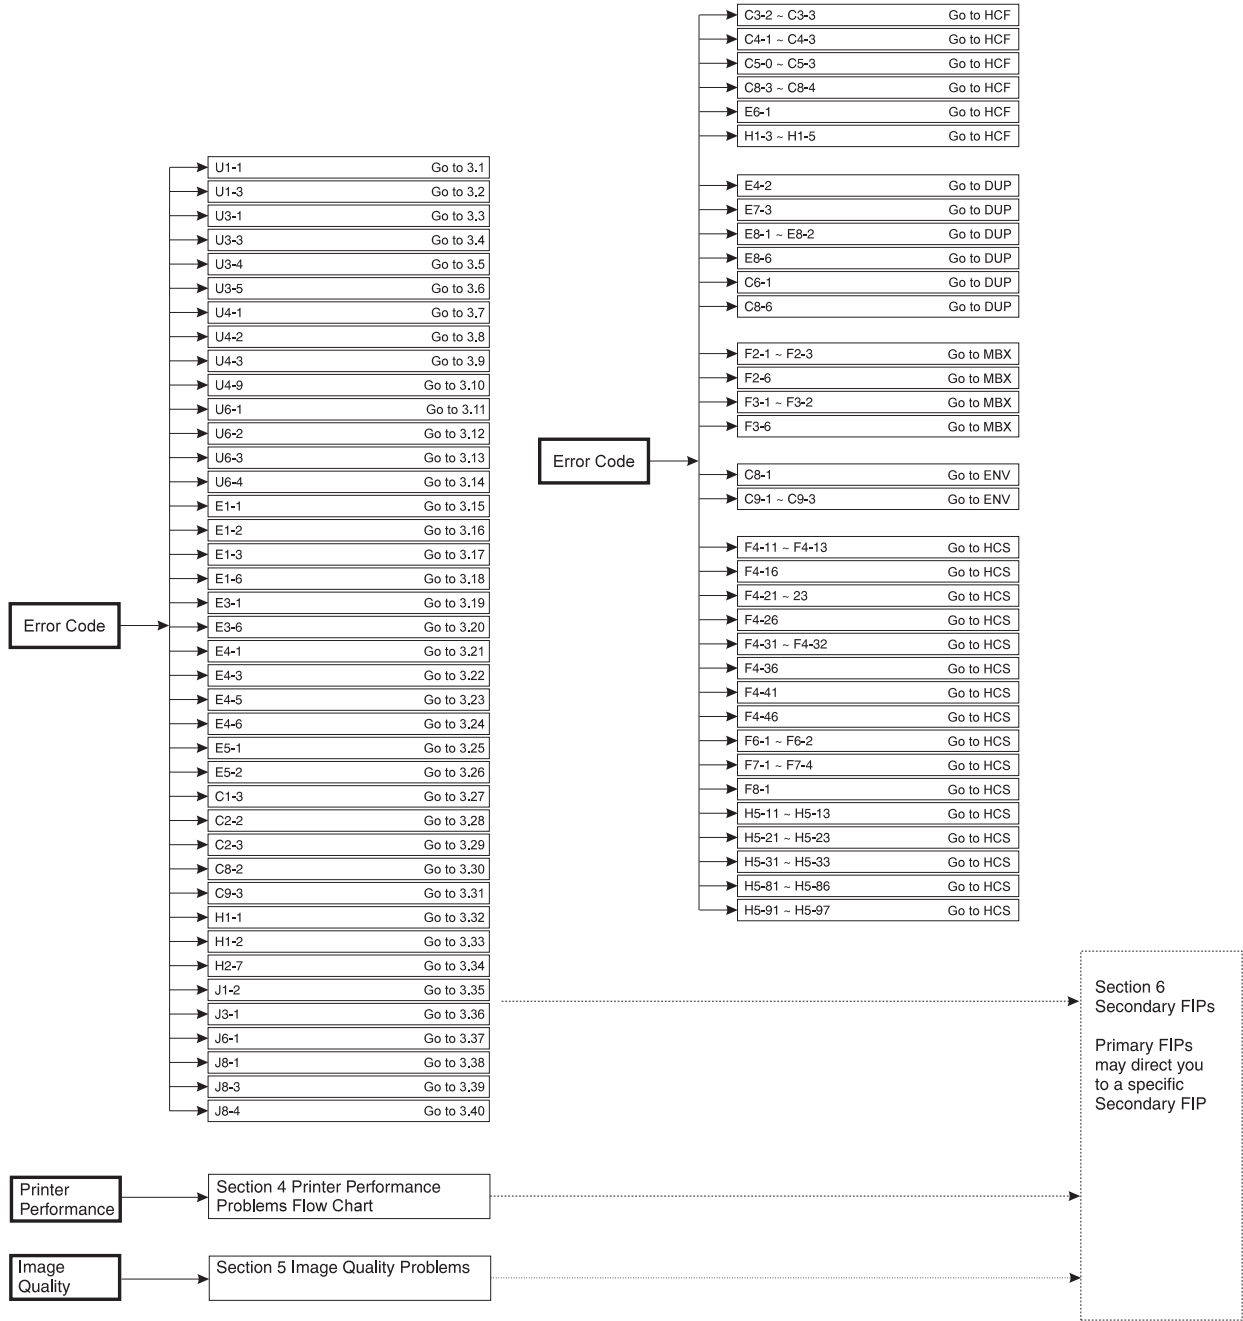 Error Code
U1-1 Go to 3.1
U1-3 Go to 3.2
U3-1 Go to 3.3
U3-3 Go to 3.4
U3-4 Go to 3.5
U3-5 Go to 3.6
U4-1 Go to 3.7
U4-2 Go to 3.8
U4-3 Go to 3.9
U4-9 Go to 3.10
U6-1 Go to 3.11
U6-2 Go to 3.12
U6-3 Go to 3.13
U6-4 Go to 3.14
E1-1 Go to 3.15
E1-2 Go to 3.16
E1-3 Go to 3.17
E1-6 Go to 3.18
E3-1 Go to 3.19
E3-6 Go to 3.20
E4-1 Go to 3.21
E4-3 Go to 3.22
E4-5 Go to 3.23
E4-6 Go to 3.24
E5-1 Go to 3.25
E5-2 Go to 3.26
C1-3 Go to 3.27
C2-2 Go to 3.28
C2-3 Go to 3.29
C8-2 Go to 3.30
C9-3 Go to 3.31
H1-1 Go to 3.32
H1-2 Go to 3.33
H2-7 Go to 3.34
J1-2 Go to 3.35
J3-1 Go to 3.36
J6-1 Go to 3.37
J8-1 Go to 3.38
J8-3 Go to 3.39
J8-4 Go to 3.40
Error Code
C3-2 ~ C3-3 Go to HCF
C4-1 ~ C4-3 Go to HCF
C5-0 ~ C5-3 Go to HCF
C8-3 ~ C8-4 Go to HCF
E6-1 Go to HCF
H1-3 ~ H1-5 Go to HCF
E4-2 Go to DUP
E7-3 Go to DUP
E8-1 ~ E8-2 Go to DUP
E8-6 Go to DUP
C6-1 Go to DUP
C8-6 Go to DUP
F2-1 ~ F2-3 Go to MBX
F2-6 Go to MBX
F3-1 ~ F3-2 Go to MBX
F3-6 Go to MBX
C8-1 Go to ENV
C9-1 ~ C9-3 Go to ENV
F4-11 ~ F4-13 Go to HCS
F4-16 Go to HCS
F4-21 ~ 23 Go to HCS
F4-26 Go to HCS
F4-31 ~ F4-32 Go to HCS
F4-36 Go to HCS
F4-41 Go to HCS
F4-46 Go to HCS
F6-1 ~ F6-2 Go to HCS
F7-1 ~ F7-4 Go to HCS
F8-1 Go to HCS
H5-11 ~ H5-13 Go to HCS
H5-21 ~ H5-23 Go to HCS
H5-31 ~ H5-33 Go to HCS
H5-81 ~ H5-86 Go to HCS
H5-91 ~ H5-97 Go to HCS
Printer
Performance
Section 4 Printer Performance
Problems Flow Chart
Image
Quality
Section 5 Image Quality Problems
Section 6
Secondary FIPs
Primary FIPs
may direct you
to a specific
Secondary FIP